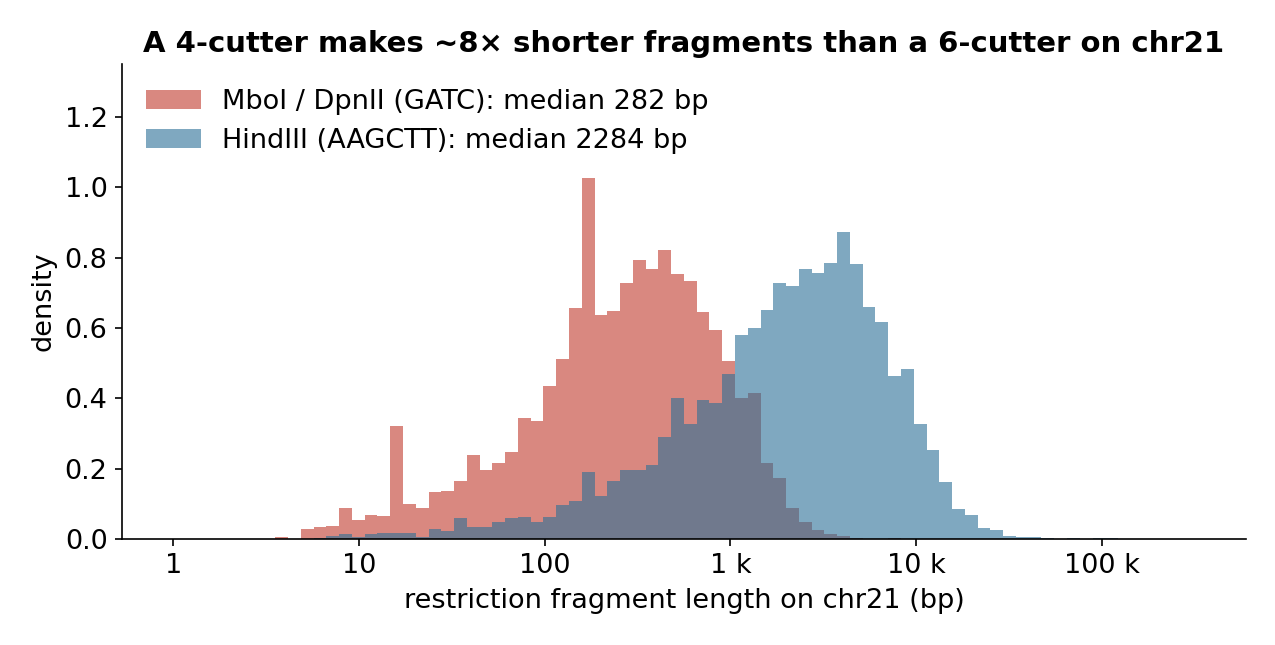 A 4-cutter makes ~8× shorter fragments than a 6-cutter on chr21
MboI / DpnII (GATC): median 282 bp
HindIII (AAGCTT): median 2284 bp
density
1.2
1.0
0.8
0.6
0.4
0.2
0.0
1 10 100 1 k 10 k 100 k
restriction fragment length on chr21 (bp)